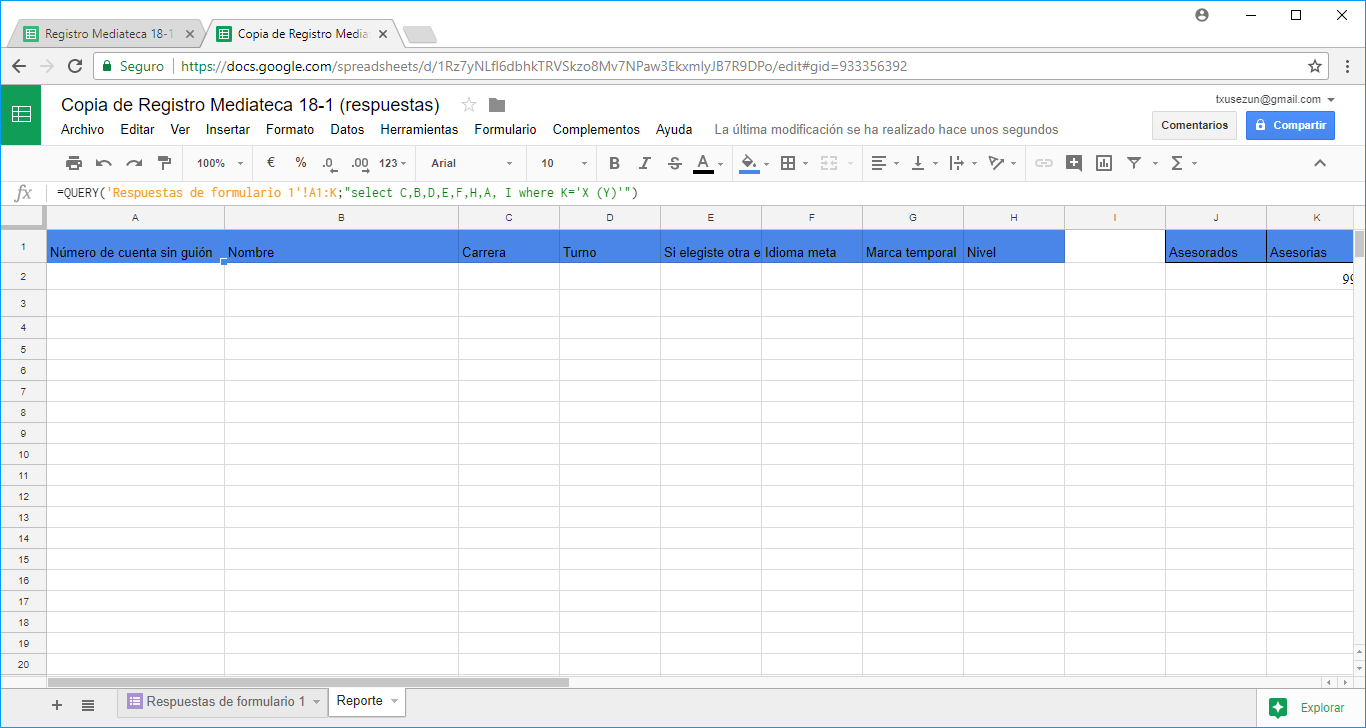 Registro Mediateca 18-1
Copia de Registro Media
Seguro https://docs.google.com/spreadsheets/d/1Rz7yNLfl6dbhkTRVSkzo8Mv7NPaw3EkxmlyJB7R9DPo/edit#gid=933356392
Copia de Registro Mediateca 18-1 (respuestas)
txusezun@gmail.com
Archivo Editar Ver Insertar Formato Datos Herramientas Formulario Complementos Ayuda La última modificación se ha realizado hace unos segundos
Comentarios Compartir
100% € % .0 .00 123 Arial 10 B I S A Σ
fx =QUERY('Respuestas de formulario 1'!A1:K;"select C,B,D,E,F,H,A, I where K='X (Y)'")
A B C D E F G H I J K
1 Número de cuenta sin guión Nombre Carrera Turno Si elegiste otra e Idioma meta Marca temporal Nivel Asesorados Asesorias
2 99
3
4
5
6
7
8
9
10
11
12
13
14
15
16
17
18
19
20
+ Respuestas de formulario 1 Reporte Explorar